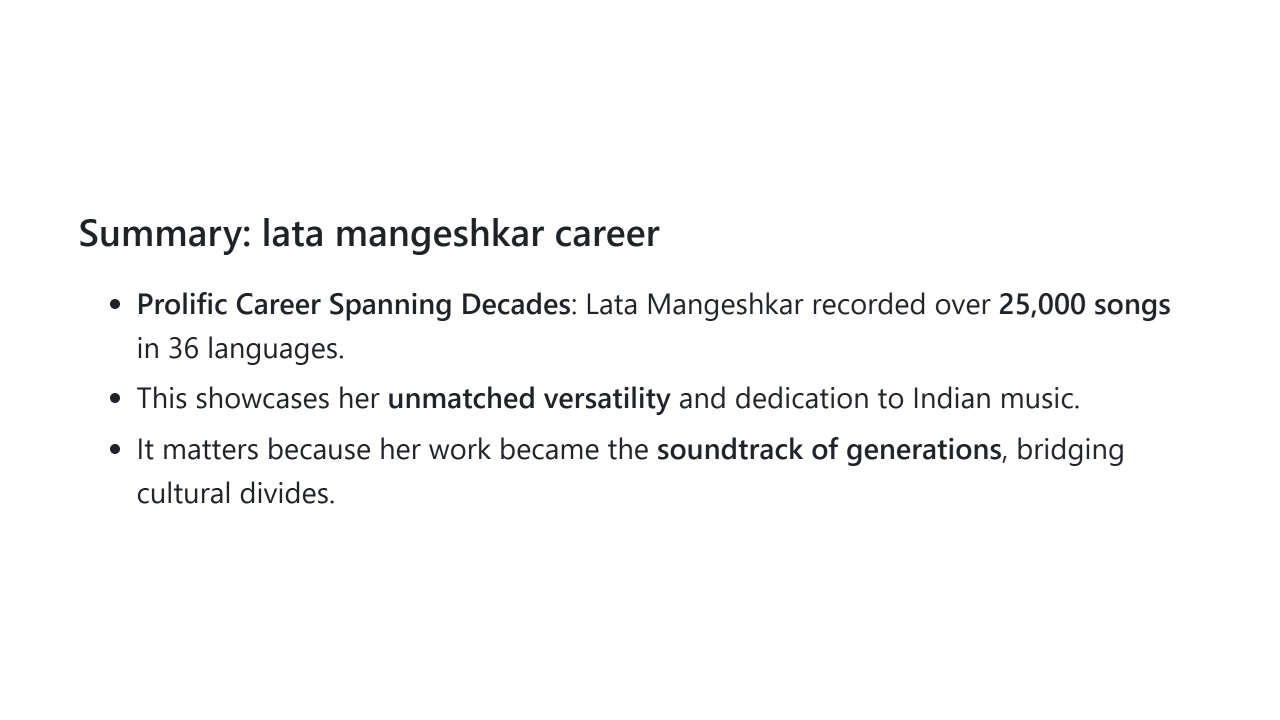 Summary: lata mangeshkar career
• Prolific Career Spanning Decades: Lata Mangeshkar recorded over 25,000 songs
in 36 languages.
• This showcases her unmatched versatility and dedication to Indian music.
• It matters because her work became the soundtrack of generations, bridging
cultural divides.